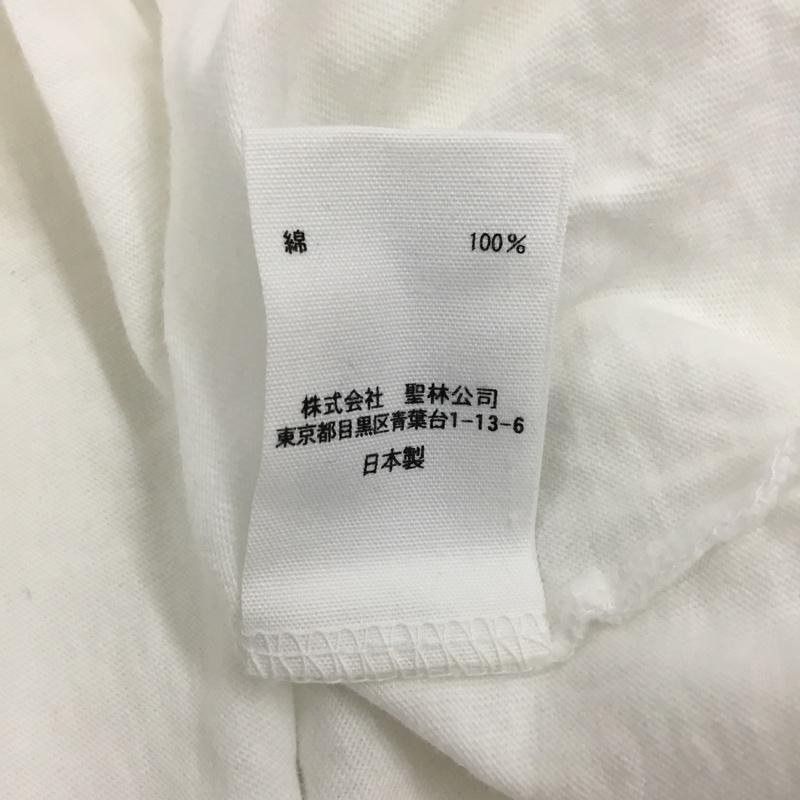 綿 100%
株式会社 聖林公司
東京都目黒区青葉台1-13-6
日本製